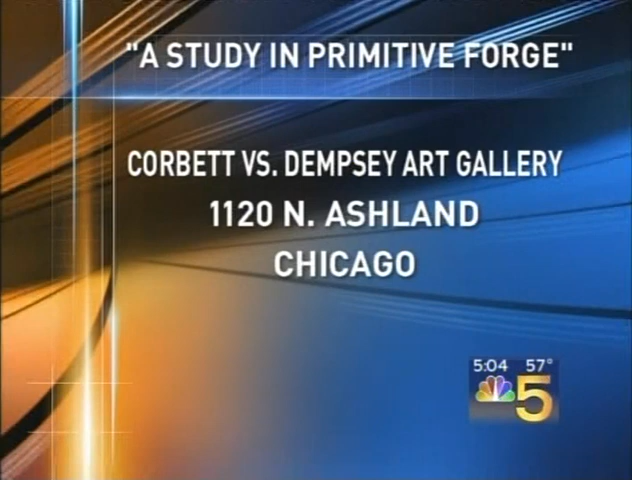 "A STUDY IN PRIMITIVE FORGE"
CORBETT VS. DEMPSEY ART GALLERY
1120 N. ASHLAND
CHICAGO
5:04 57°
5